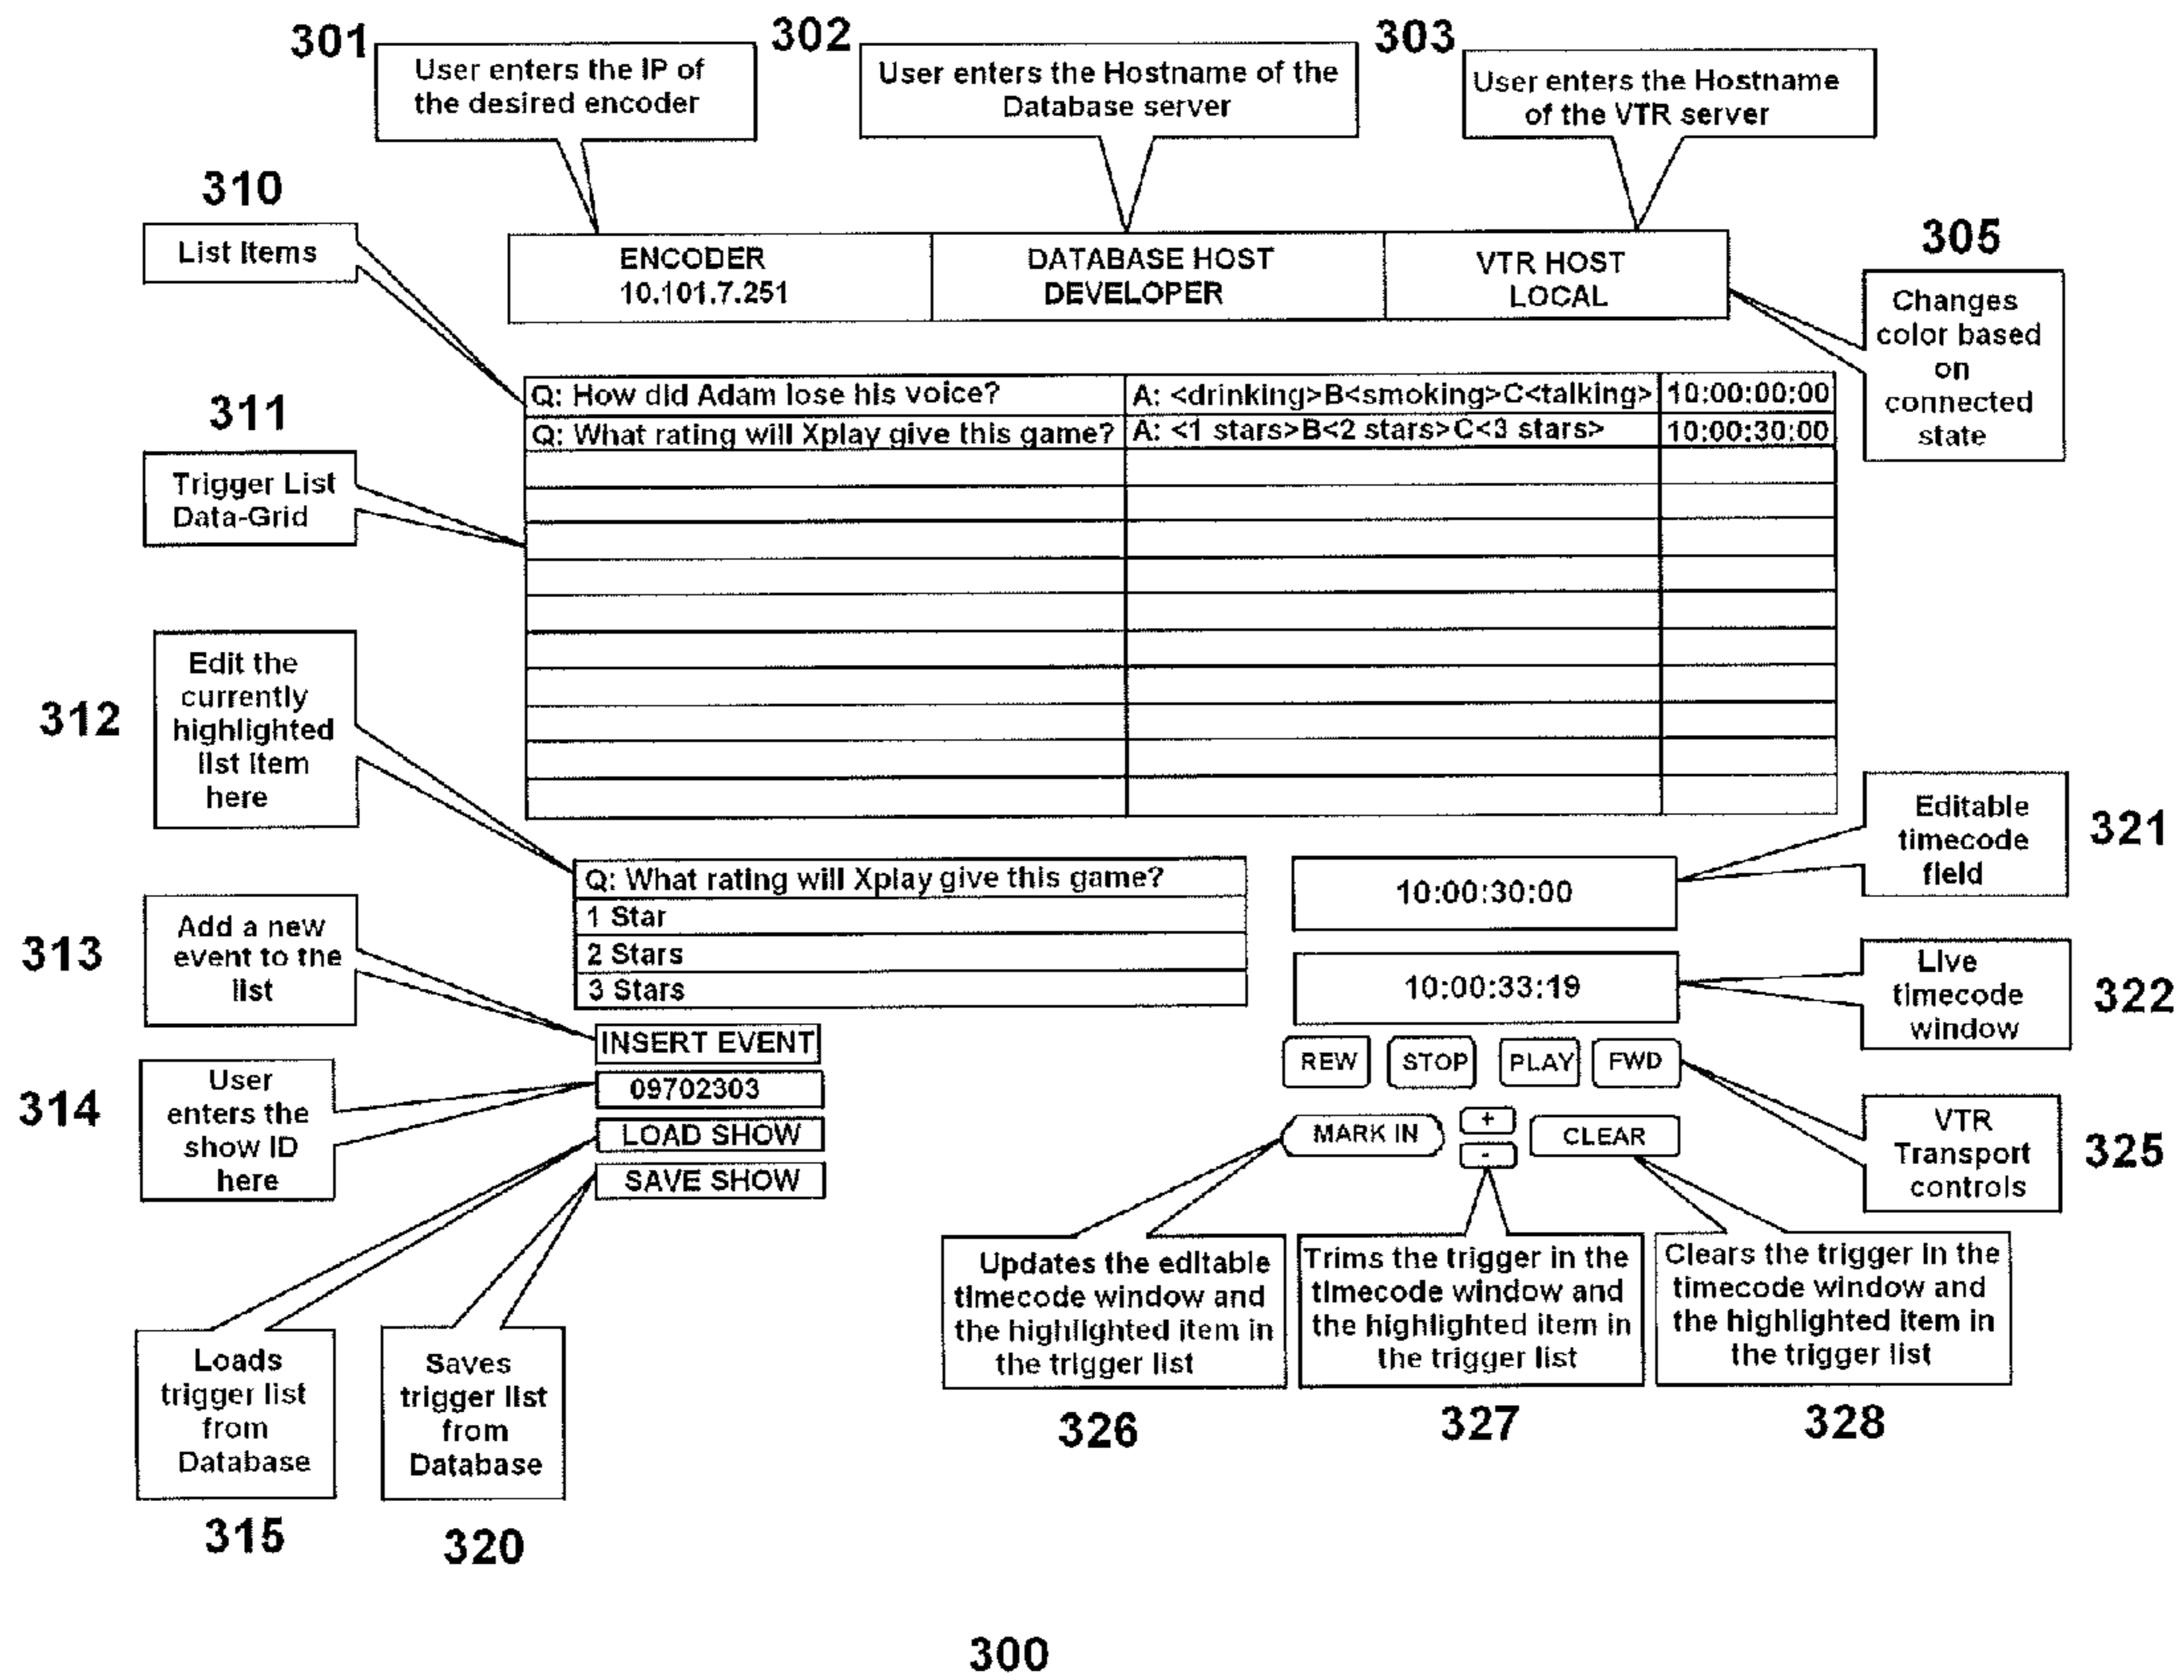 301
User enters the IP of
the desired encoder
302
User enters the Hostname of the
Database server
303
User enters the Hostname
of the VTR server
310
List Items
ENCODER
10.101.7.251
DATABASE HOST
DEVELOPER
VTR HOST
LOCAL
305
Changes
color based
on
connected
state
Q: How did Adam lose his voice?
A: <drinking>B<smoking>C<talking>
10:00:00:00
Q: What rating will Xplay give this game?
A: <1 stars>B<2 stars>C<3 stars>
10:00:30:00
311
Trigger List
Data-Grid
312
Edit the
currently
highlighted
list item
here
Q: What rating will Xplay give this game?
1 Star
2 Stars
3 Stars
10:00:30:00
Editable
timecode
field
321
313
Add a new
event to the
list
10:00:33:19
Live
timecode
window
322
INSERT EVENT
314
User
enters the
show ID
here
09702303
LOAD SHOW
SAVE SHOW
REW
STOP
PLAY
FWD
MARK IN
+
-
CLEAR
VTR
Transport
controls
325
Loads
trigger list
from
Database
315
Saves
trigger list
from
Database
320
Updates the editable
timecode window and
the highlighted item in
the trigger list
326
Trims the trigger in the
timecode window and
the highlighted item in
the trigger list
327
Clears the trigger in the
timecode window and
the highlighted item in
the trigger list
328
300